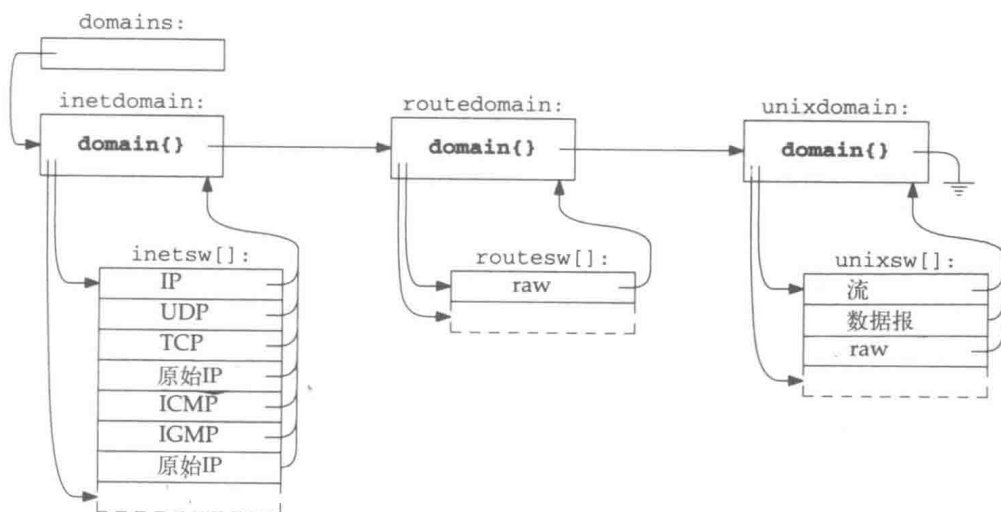 domains:
inetdomain:
routedomain:
unixdomain:
domain{}
domain{}
domain{}
inetsw[]:
IP
UDP
TCP
原始IP
ICMP
IGMP
原始IP
routesw[]:
raw
unixsw[]:
流
数据报
raw